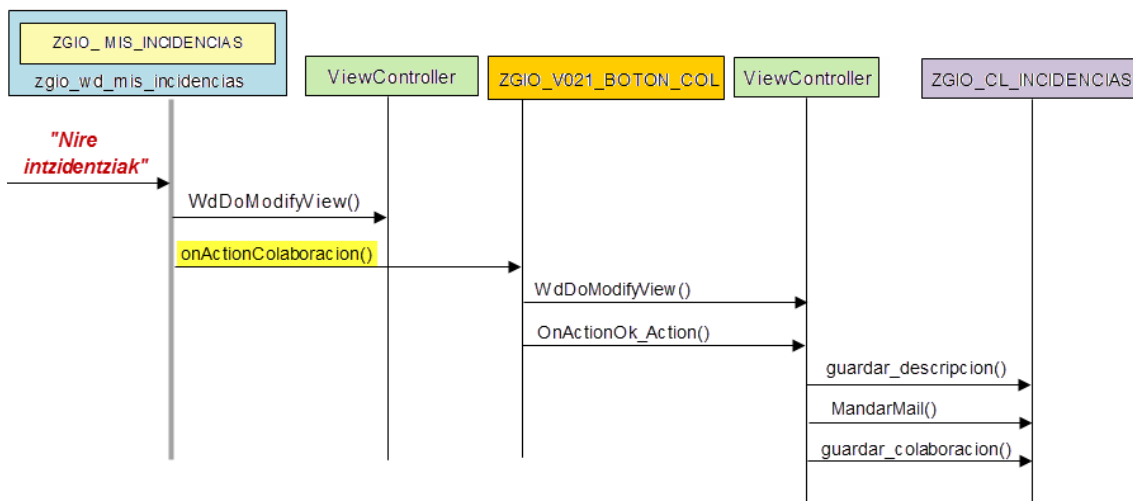 ZGIO_ MIS_INCIDENCIAS
zgio_wd_mis_incidencias
ViewController
ZGIO_V021_BOTON_COL
ViewController
ZGIO_CL_INCIDENCIAS
"Nire
intzidentziak"
WdDoModifyView()
onActionColaboracion()
WdDoModifyView()
OnActionOk_Action()
guardar_descripcion()
MandarMail()
guardar_colaboracion()